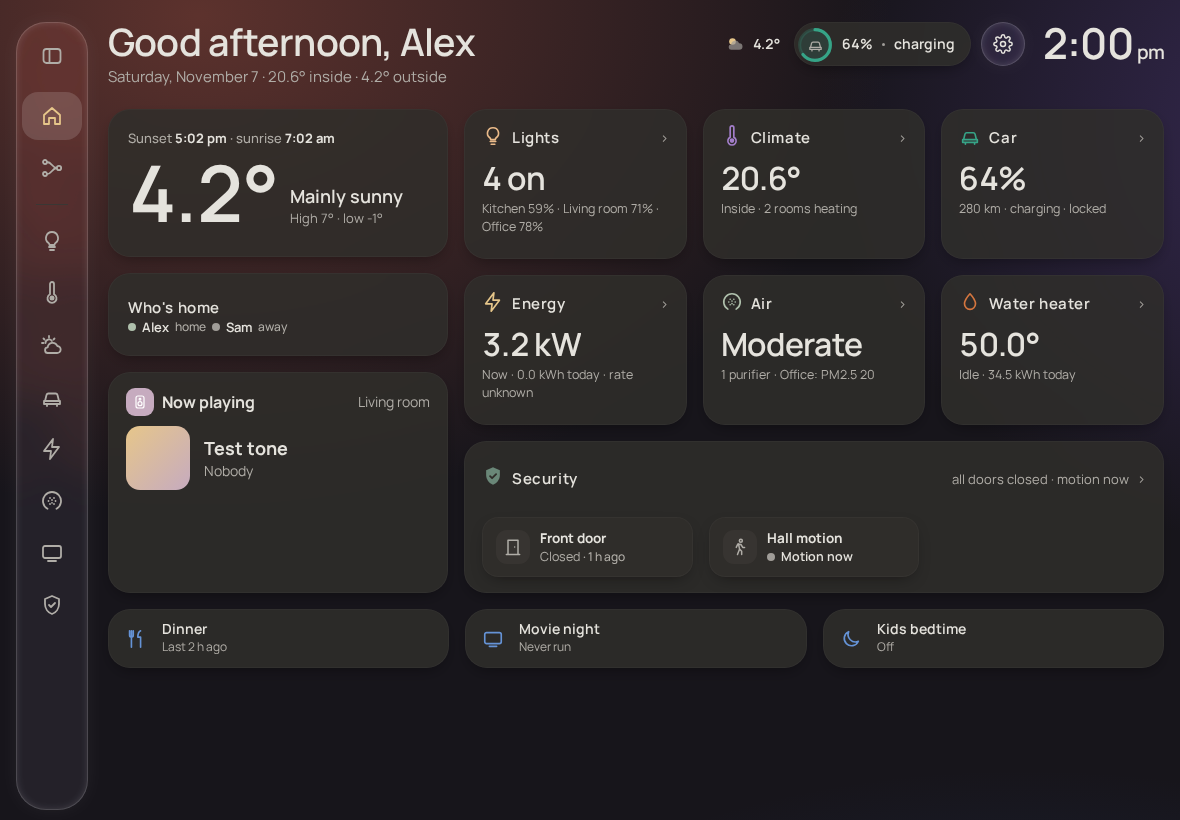 Good afternoon, Alex
Saturday, November 7 · 20.6° inside · 4.2° outside
4.2°
64% • charging
2:00 pm
Sunset 5:02 pm · sunrise 7:02 am
4.2°
Mainly sunny
High 7° · low -1°
Lights
4 on
Kitchen 59% · Living room 71% ·
Office 78%
Climate
20.6°
Inside · 2 rooms heating
Car
64%
280 km · charging · locked
Who's home
Alex home Sam away
Energy
3.2 kW
Now · 0.0 kWh today · rate
unknown
Air
Moderate
1 purifier · Office: PM2.5 20
Water heater
50.0°
Idle · 34.5 kWh today
Now playing
Living room
Test tone
Nobody
Security
all doors closed · motion now
Front door
Closed · 1 h ago
Hall motion
Motion now
Dinner
Last 2 h ago
Movie night
Never run
Kids bedtime
Off